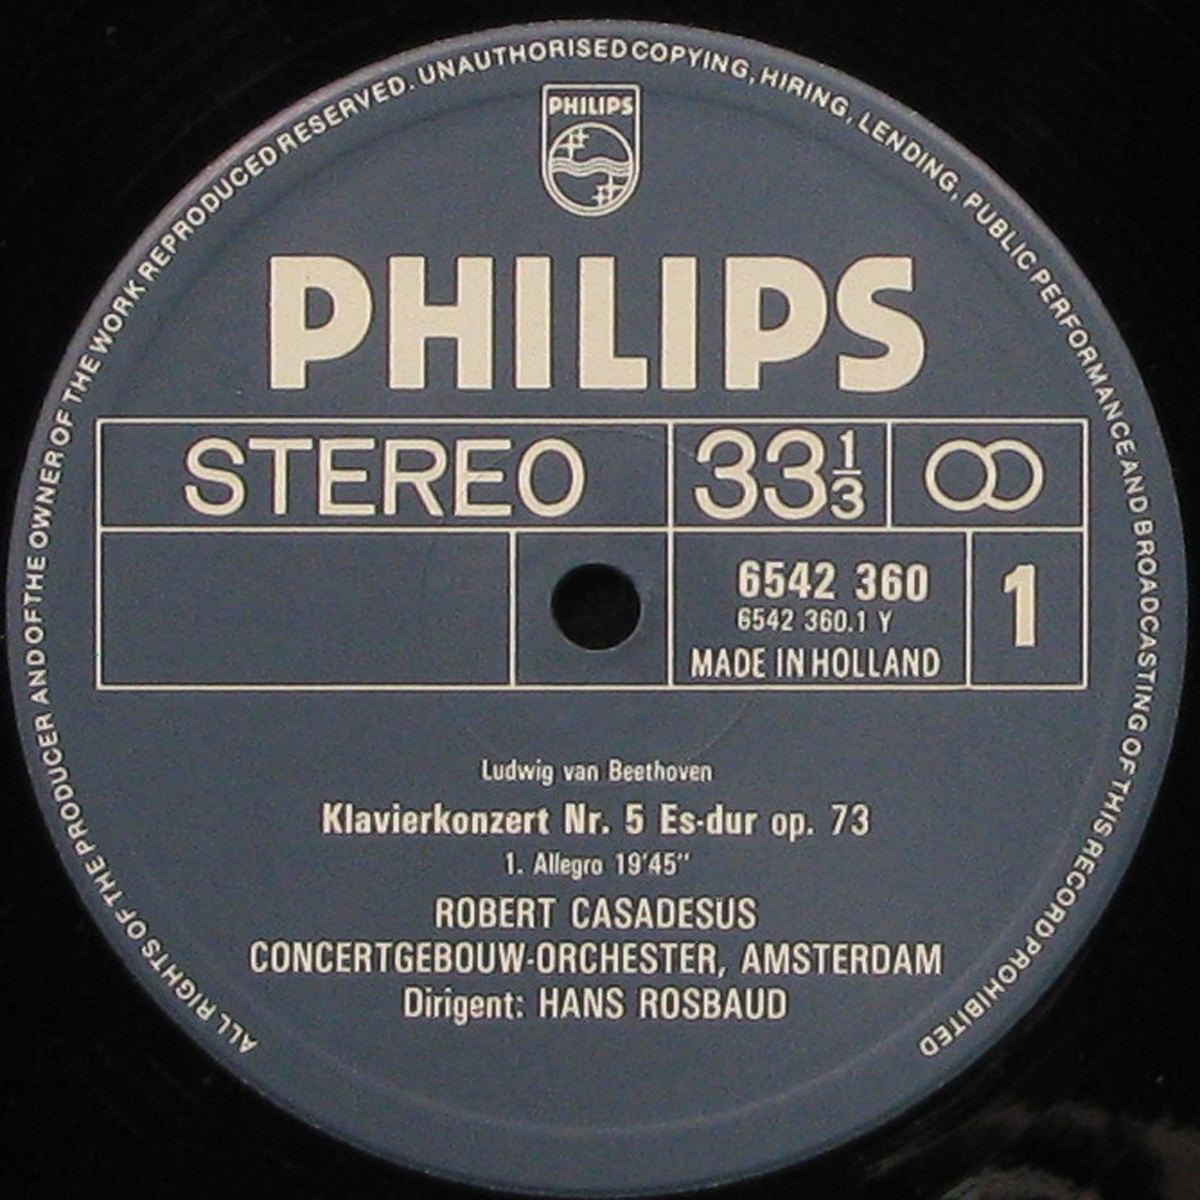 ALL RIGHTS OF THE PRODUCER AND OF THE OWNER OF THE WORK REPRODUCED RESERVED. UNAUTHORISED COPYING, HIRING, LENDING, PUBLIC PERFORMANCE AND BROADCASTING OF THIS RECORD PROHIBITED
PHILIPS
PHILIPS
STEREO 33 1/3
6542 360 1
6542 360.1 Y
MADE IN HOLLAND
Ludwig van Beethoven
Klavierkonzert Nr. 5 Es-dur op. 73
1. Allegro 19'45''
ROBERT CASADESUS
CONCERTGEBOUW-ORCHESTER, AMSTERDAM
Dirigent: HANS ROSBAUD